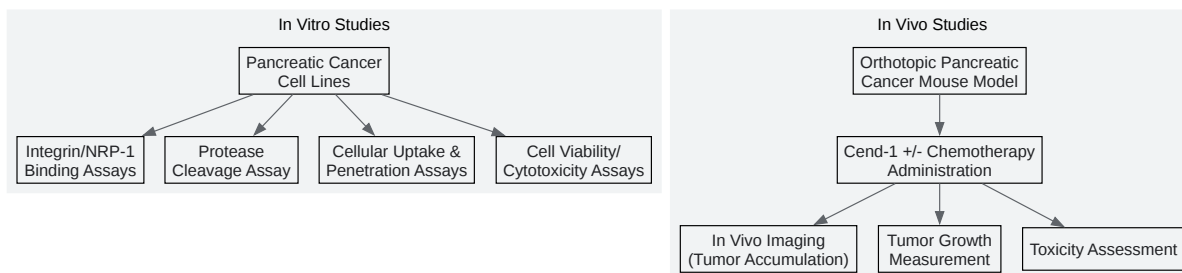 In Vitro Studies
Pancreatic Cancer
Cell Lines
Integrin/NRP-1
Binding Assays
Protease
Cleavage Assay
Cellular Uptake &
Penetration Assays
Cell Viability/
Cytotoxicity Assays
In Vivo Studies
Orthotopic Pancreatic
Cancer Mouse Model
Cend-1 +/- Chemotherapy
Administration
In Vivo Imaging
(Tumor Accumulation)
Tumor Growth
Measurement
Toxicity Assessment